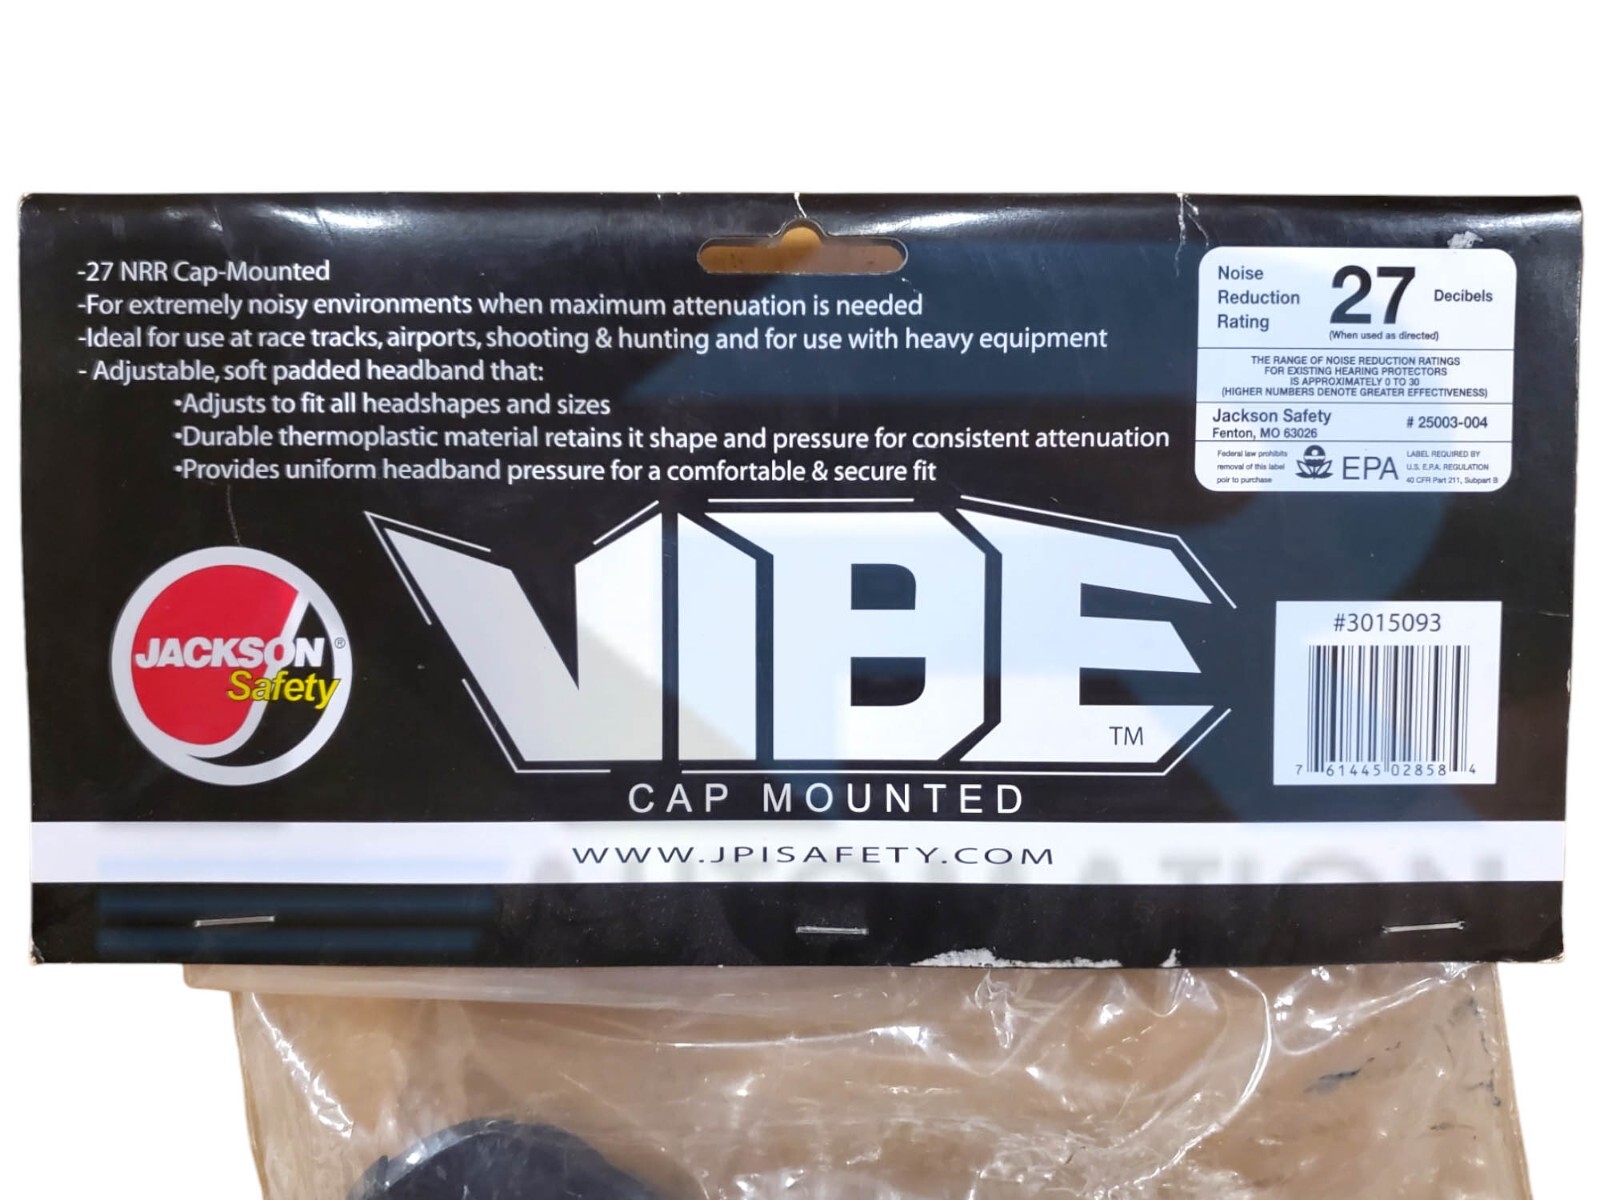 -27 NRR Cap-Mounted
-For extremely noisy environments when maximum attenuation is needed
-Ideal for use at race tracks, airports, shooting & hunting and for use with heavy equipment
- Adjustable, soft padded headband that:
•Adjusts to fit all headshapes and sizes
•Durable thermoplastic material retains it shape and pressure for consistent attenuation
•Provides uniform headband pressure for a comfortable & secure fit
Noise
Reduction
Rating
27
Decibels
(When used as directed)
THE RANGE OF NOISE REDUCTION RATINGS
FOR EXISTING HEARING PROTECTORS
IS APPROXIMATELY 0 TO 30
(HIGHER NUMBERS DENOTE GREATER EFFECTIVENESS)
Jackson Safety
Fenton, MO 63026
# 25003-004
Federal law prohibits
removal of this label
poir to purchase
EPA
LABEL REQUIRED BY
U.S. E.P.A. REGULATION
40 CFR Part 211, Subpart B
JACKSON ®
Safety
VIBE
TM
CAP MOUNTED
#3015093
7 61445 02858 4
WWW.JPISAFETY.COM
AUTOMATION